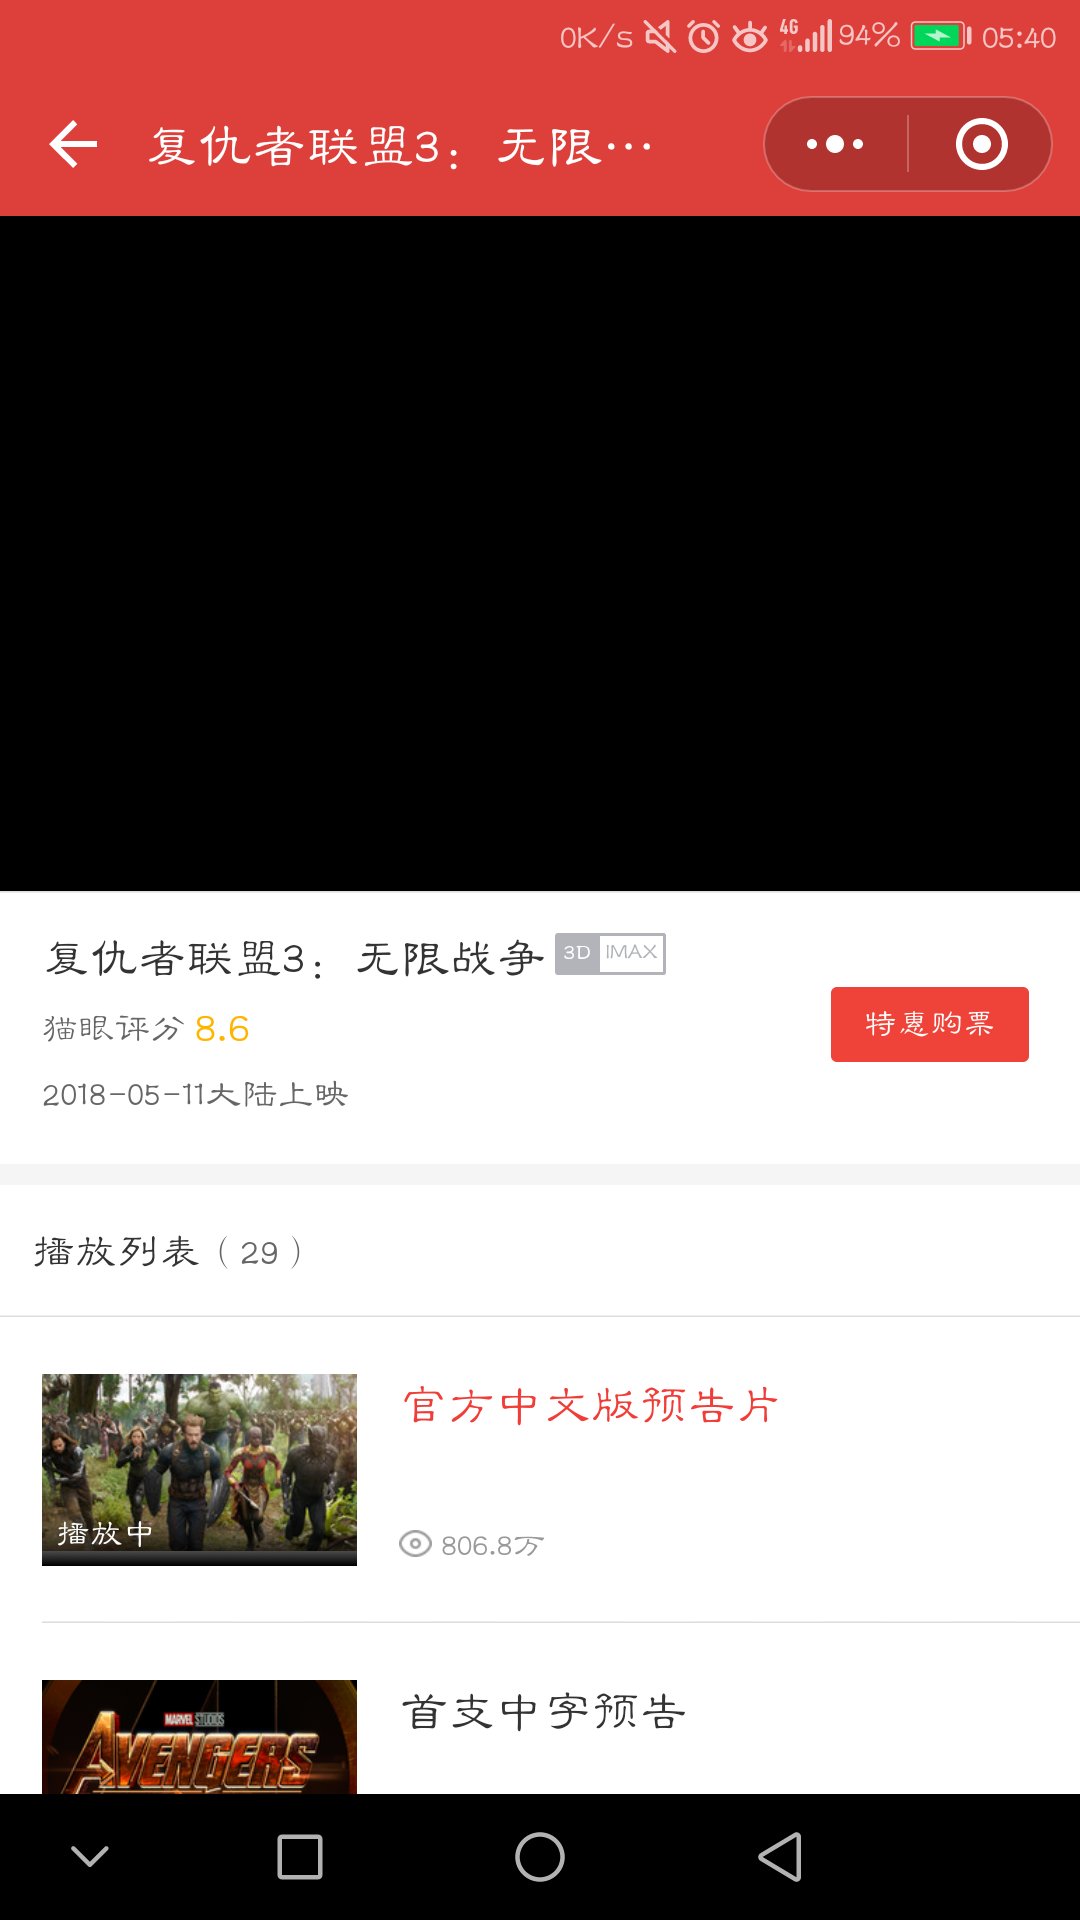 0K/s 4G 94% 05:40
复仇者联盟3：无限…
复仇者联盟3：无限战争 3D IMAX
猫眼评分 8.6
特惠购票
2018-05-11大陆上映
播放列表（29）
官方中文版预告片
播放中
806.8万
首支中字预告
MARVEL STUDIOS
AVENGERS